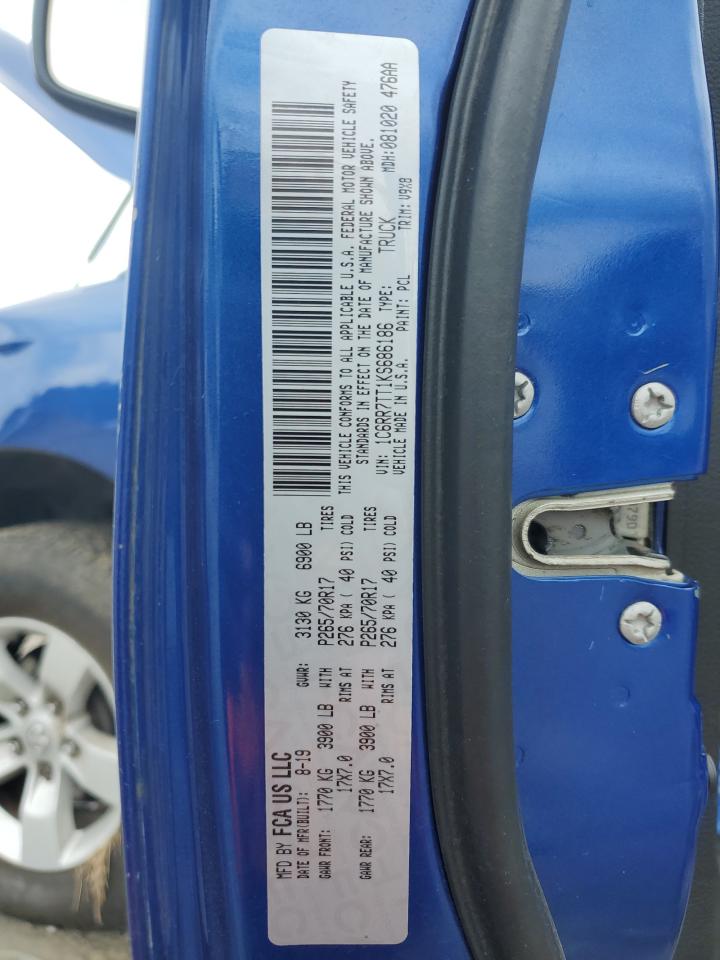 MFD BY FCA US LLC
DATE OF MFR(BUILT): 8-19 GVWR: 3130 KG 6900 LB
GAWR FRONT: 1770 KG 3900 LB WITH P265/70R17 TIRES
17X7.0 RIMS AT 276 KPA ( 40 PSI) COLD
GAWR REAR: 1770 KG 3900 LB WITH P265/70R17 TIRES
17X7.0 RIMS AT 276 KPA ( 40 PSI) COLD
THIS VEHICLE CONFORMS TO ALL APPLICABLE U.S.A. FEDERAL MOTOR VEHICLE SAFETY
STANDARDS IN EFFECT ON THE DATE OF MANUFACTURE SHOWN ABOVE.
VIN: 1C6RR7TT1KS686186 TYPE: TRUCK MDH:081020 476AA
VEHICLE MADE IN U.S.A. PAINT: PCL TRIM: V9X8